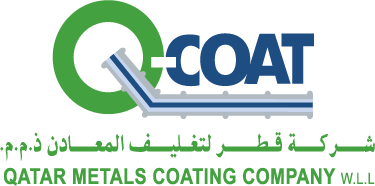 Q-COAT
شركة قطر لتغليف المعادن ذ.م.م.
QATAR METALS COATING COMPANY W.L.L